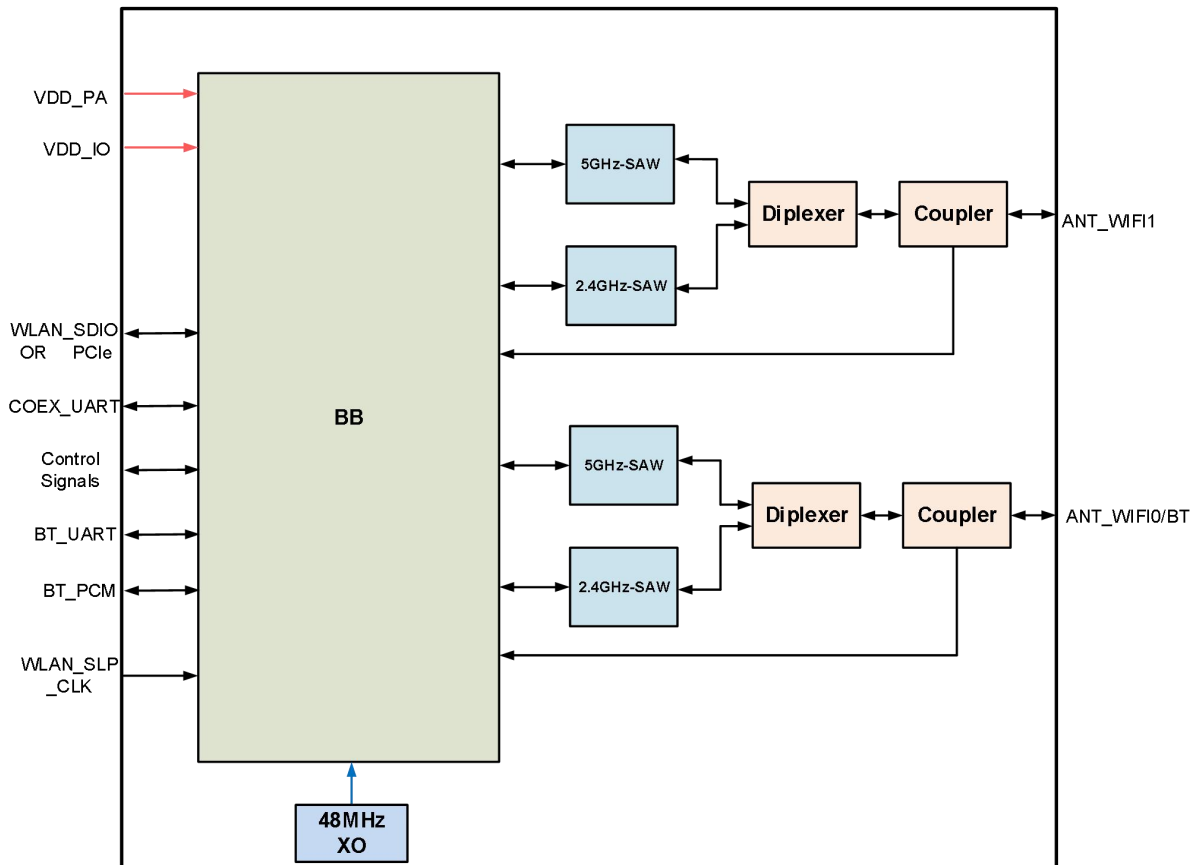 VDD_PA
VDD_IO
5GHz-SAW
Diplexer
Coupler
ANT_WIFI1
2.4GHz-SAW
WLAN_SDIO
OR PCIe
COEX_UART
BB
Control
Signals
5GHz-SAW
Diplexer
Coupler
ANT_WIFI0/BT
BT_UART
BT_PCM
2.4GHz-SAW
WLAN_SLP
_CLK
48MHz
XO